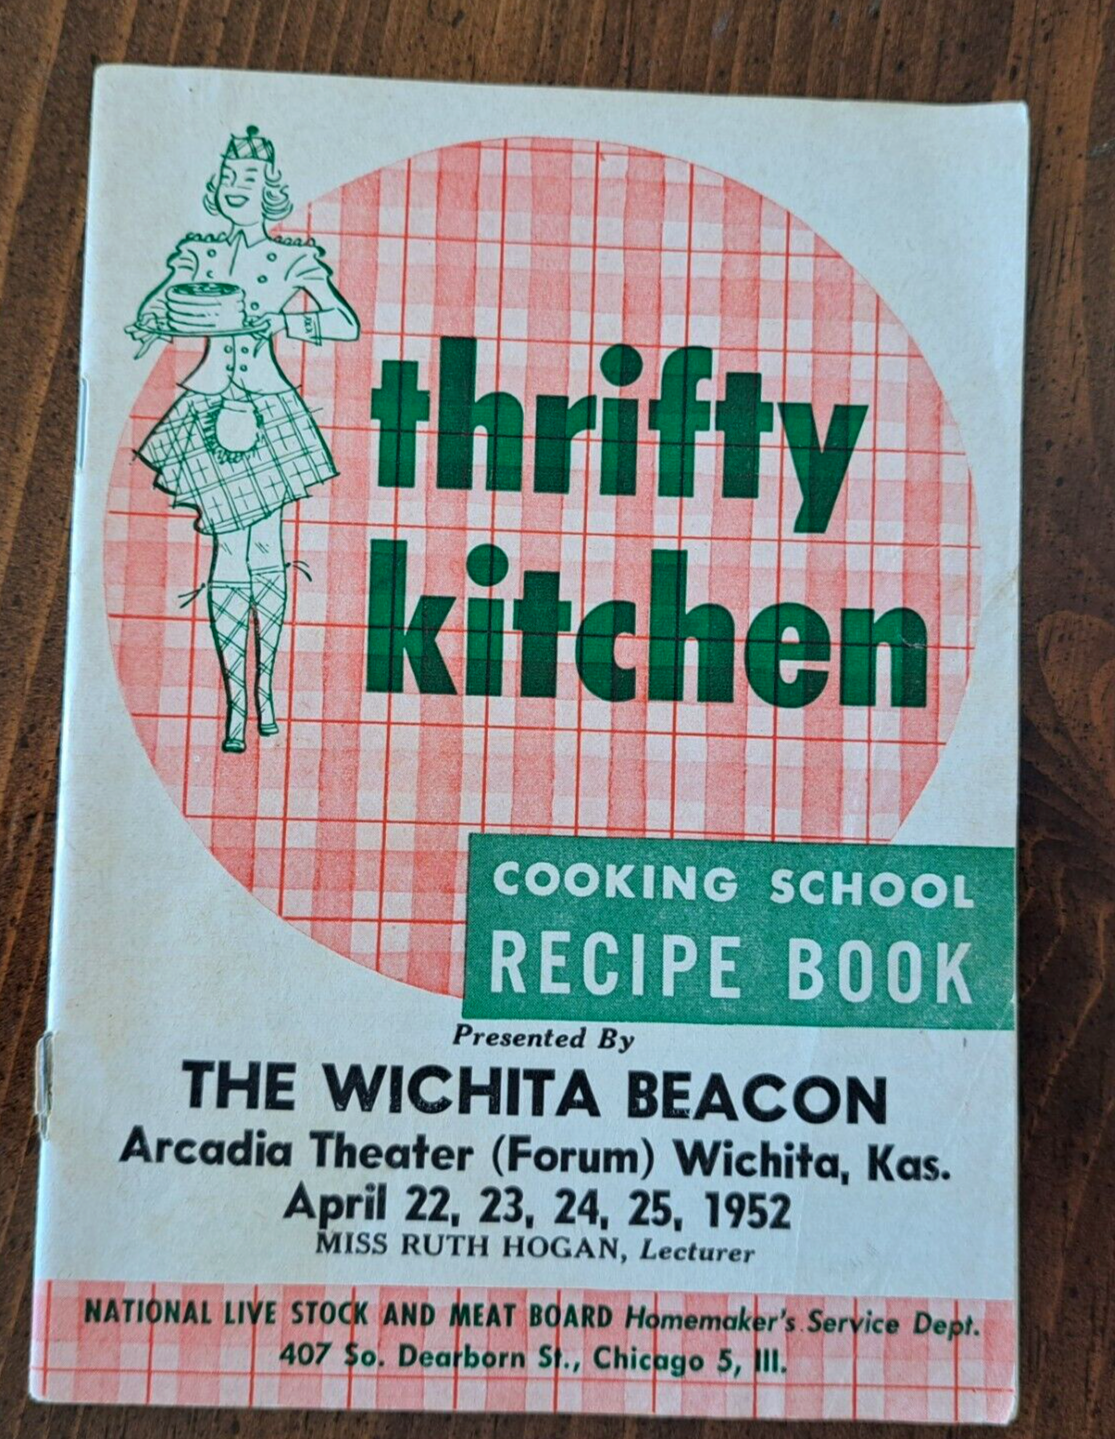 thrifty
kitchen
COOKING SCHOOL
RECIPE BOOK
Presented By
THE WICHITA BEACON
Arcadia Theater (Forum) Wichita, Kas.
April 22, 23, 24, 25, 1952
MISS RUTH HOGAN, Lecturer
NATIONAL LIVE STOCK AND MEAT BOARD Homemaker's Service Dept.
407 So. Dearborn St., Chicago 5, Ill.